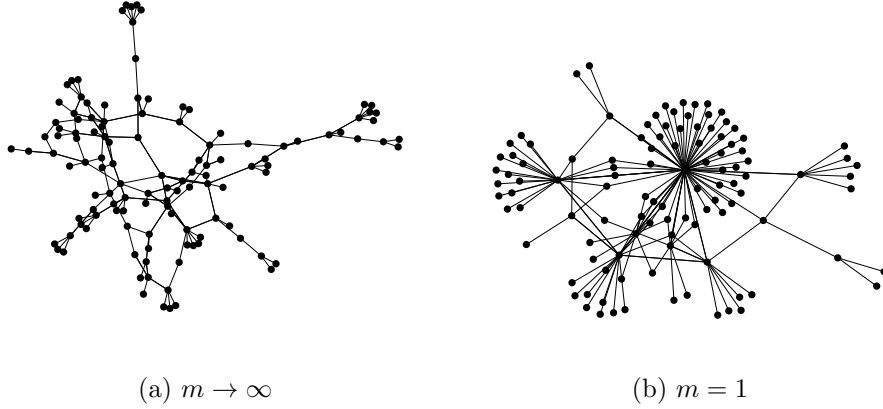 (a) m → ∞
(b) m = 1